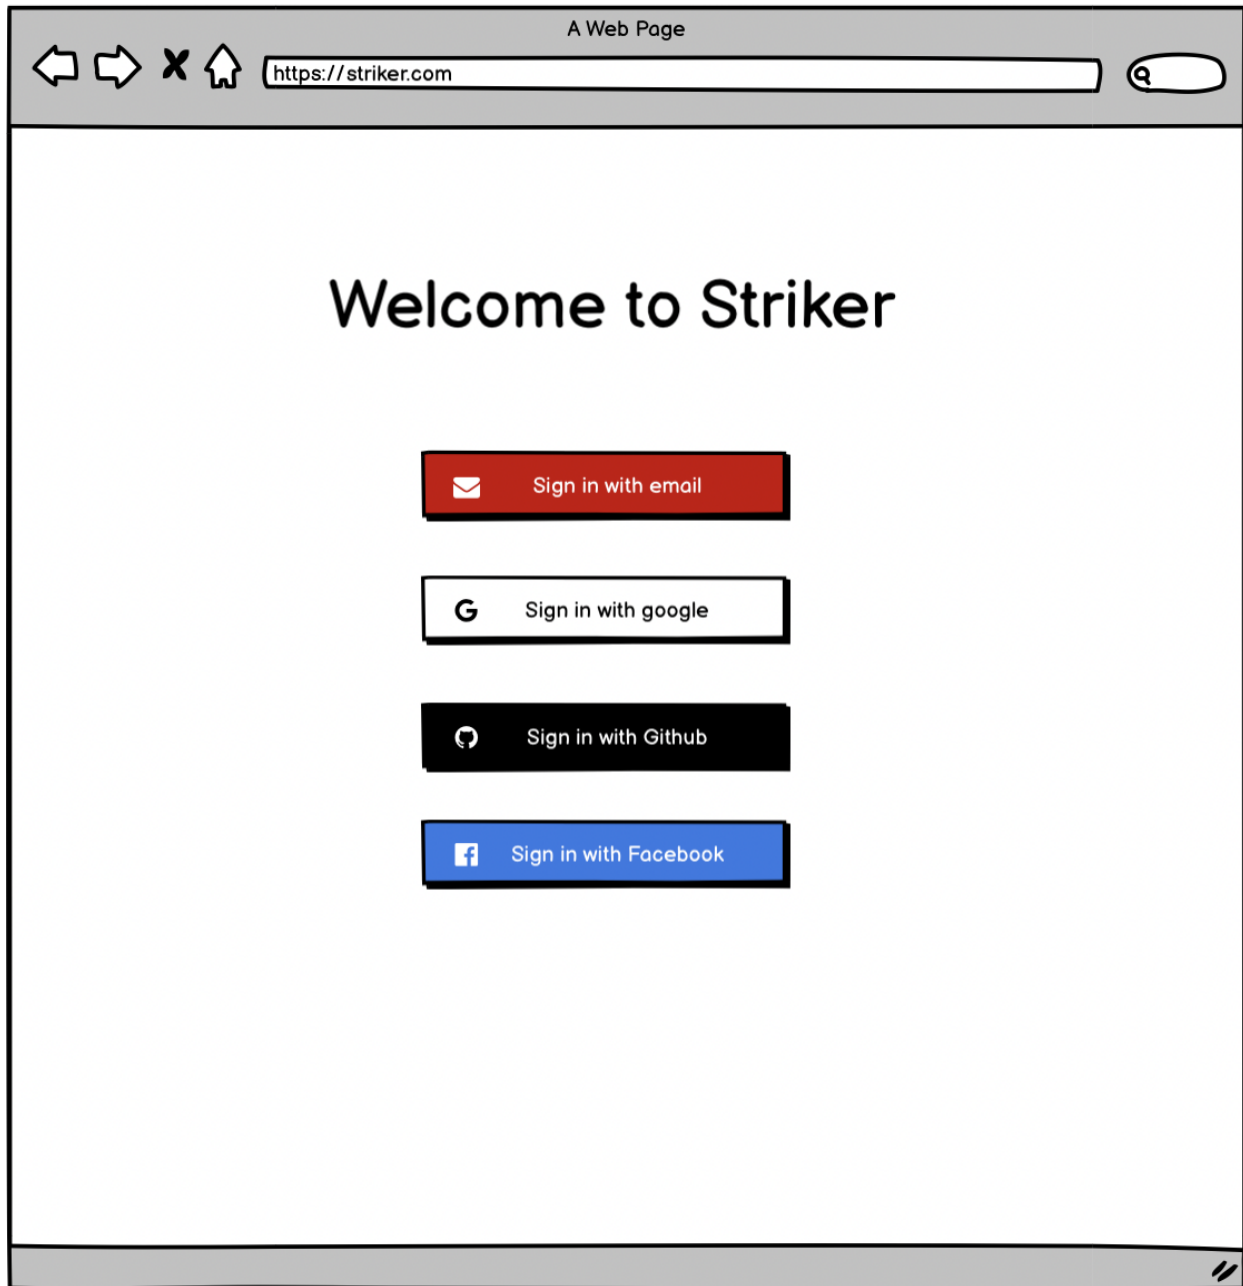 A Web Page
https://striker.com
Welcome to Striker
Sign in with email
G Sign in with google
Sign in with Github
f Sign in with Facebook